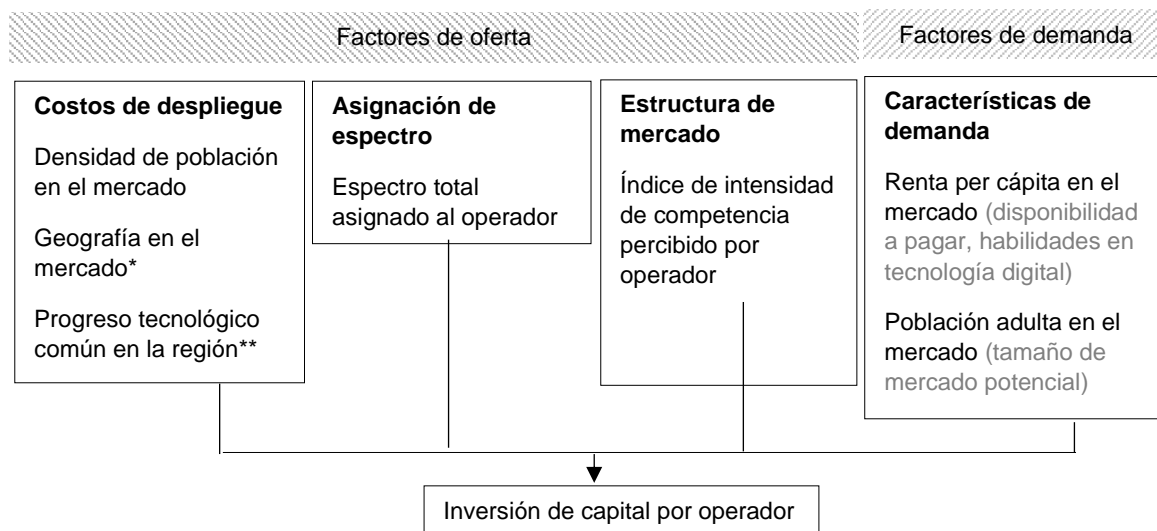 Factores de oferta
Factores de demanda
Costos de despliegue
Densidad de población
en el mercado
Geografía en el
mercado*
Progreso tecnológico
común en la región**
Asignación de
espectro
Espectro total
asignado al operador
Estructura de
mercado
Índice de intensidad
de competencia
percibido por
operador
Características de
demanda
Renta per cápita en el
mercado (disponibilidad
a pagar, habilidades en
tecnología digital)
Población adulta en el
mercado (tamaño de
mercado potencial)
Inversión de capital por operador